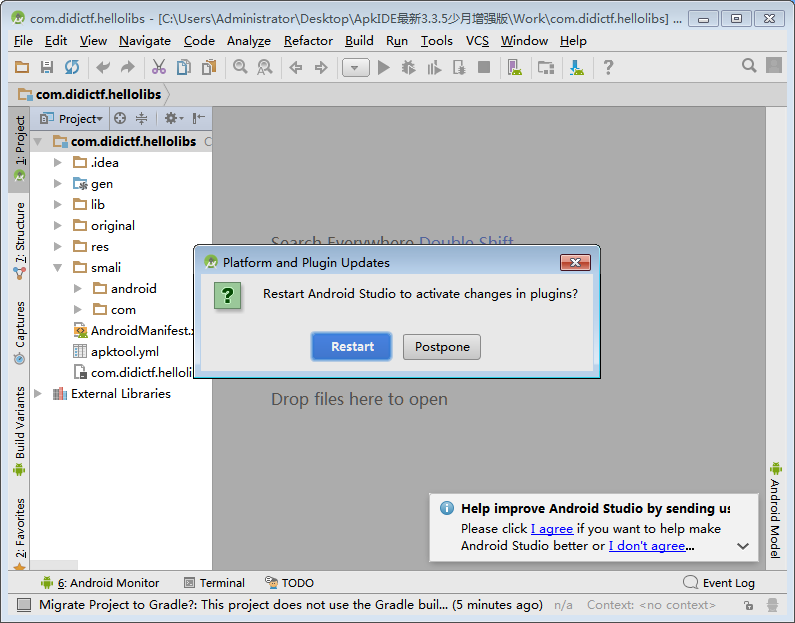 com.didictf.hellolibs - [C:\Users\Administrator\Desktop\ApkIDE最新3.3.5少月增强版\Work\com.didictf.hellolibs] ...
File Edit View Navigate Code Analyze Refactor Build Run Tools VCS Window Help
com.didictf.hellolibs
1: Project
7: Structure
Captures
Build Variants
2: Favorites
Project
com.didictf.hellolibs C
.idea
gen
lib
original
res
smali
android
com
AndroidManifest.x
apktool.yml
com.didictf.helloli
External Libraries
Search Everywhere Double Shift
Platform and Plugin Updates
Restart Android Studio to activate changes in plugins?
Restart Postpone
Drop files here to open
Help improve Android Studio by sending us
Please click I agree if you want to help make
Android Studio better or I don't agree...
Android Model
6: Android Monitor Terminal TODO Event Log
Migrate Project to Gradle?: This project does not use the Gradle buil... (5 minutes ago) n/a Context: <no context>